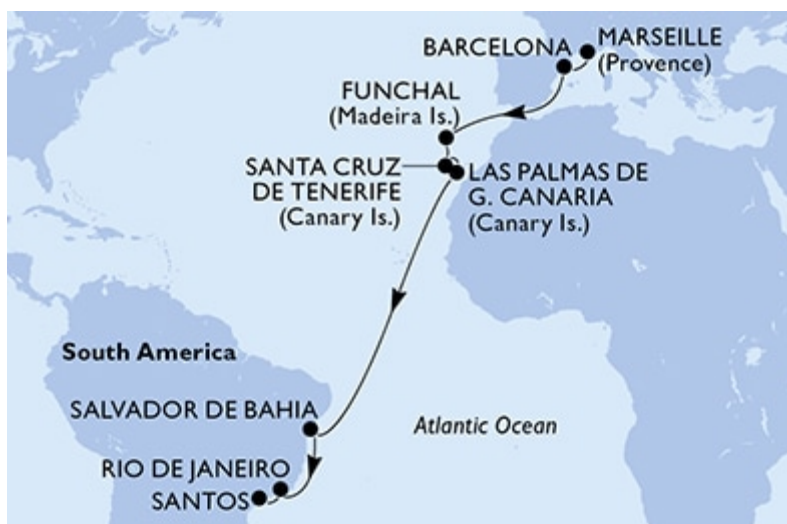 MARSEILLE
(Provence)
BARCELONA
FUNCHAL
(Madeira Is.)
SANTA CRUZ
DE TENERIFE
(Canary Is.)
LAS PALMAS DE
G. CANARIA
(Canary Is.)
South America
SALVADOR DE BAHIA
Atlantic Ocean
RIO DE JANEIRO
SANTOS